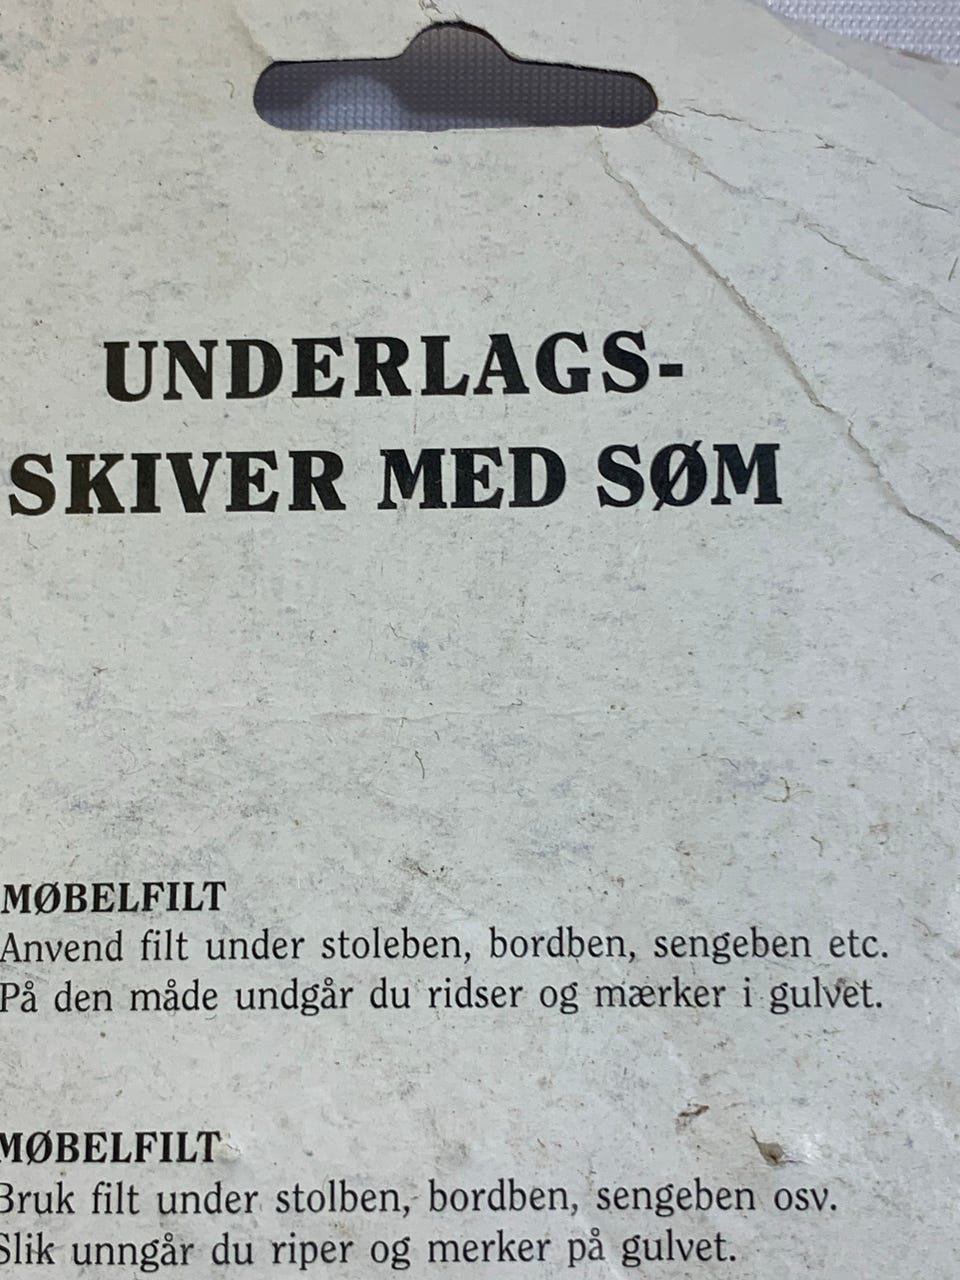 UNDERLAGS-
SKIVER MED SØM
MØBELFILT
Anvend filt under stoleben, bordben, sengeben etc.
På den måde undgår du ridser og mærker i gulvet.
MØBELFILT
Bruk filt under stolben, bordben, sengeben osv.
Slik unngår du riper og merker på gulvet.